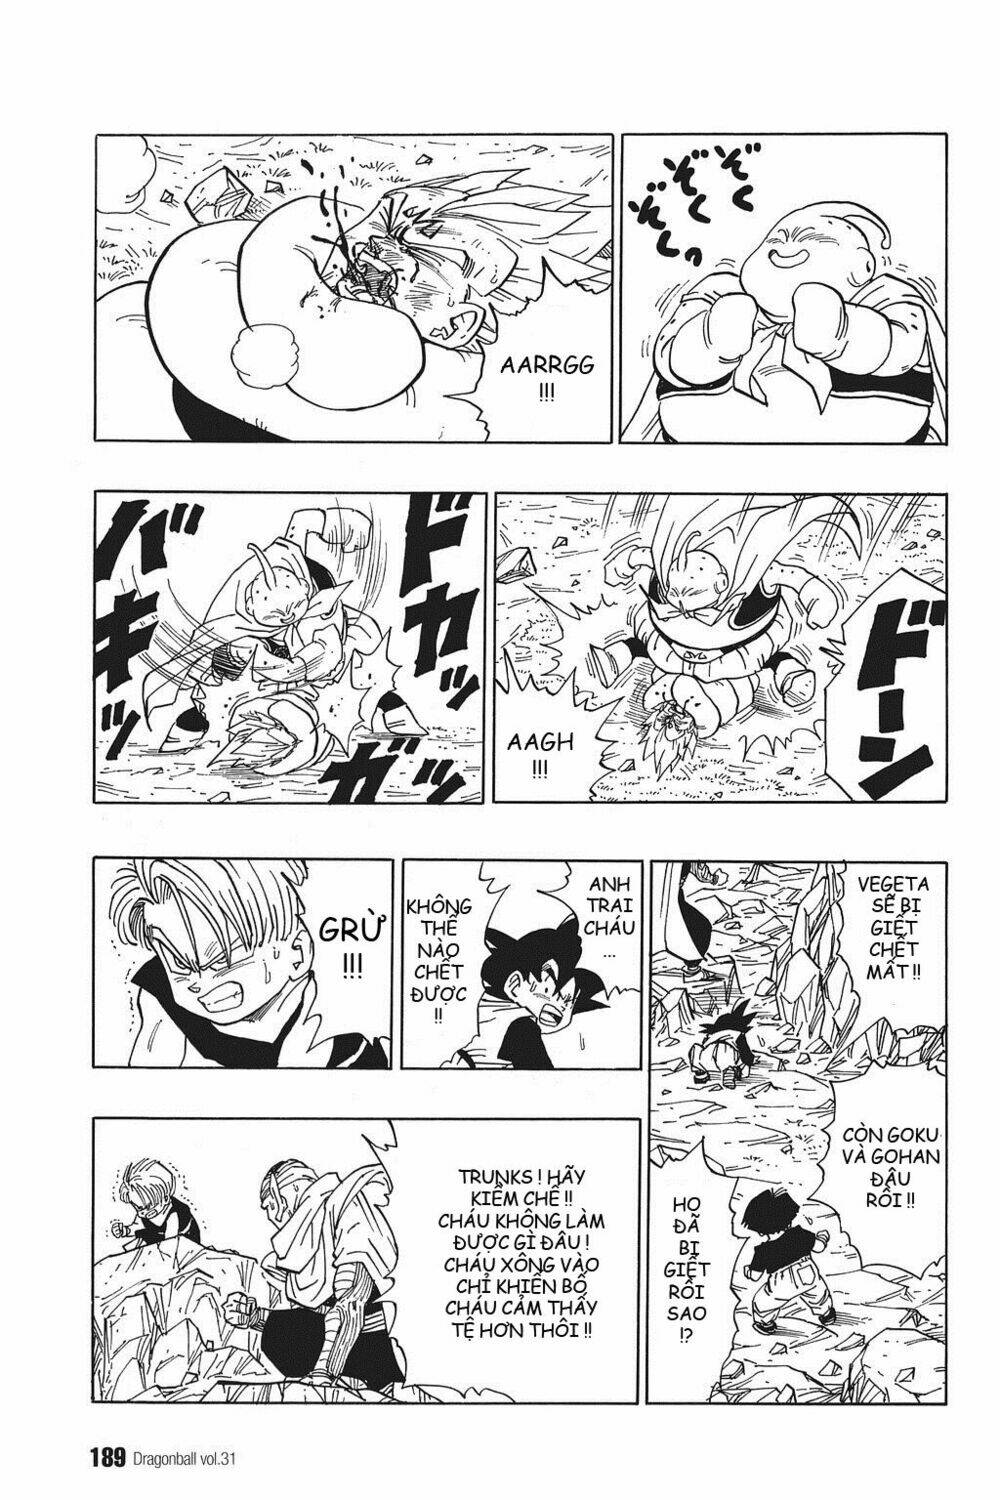 ぞく
ぞく
ぞくっ
AARRGG
!!!
ドーン
AAGH
!!!
ドカッ
バキッ
ガッ
VEGETA
SẼ BỊ
GIẾT
CHẾT
MẤT !!
CÒN GOKU
VÀ GOHAN
ĐÂU
RỒI !!
HỌ
ĐÃ
BỊ
GIẾT
RỒI
SAO
!?
ANH
TRAI
CHÁU
...
KHÔNG
THỂ
NÀO
CHẾT
ĐƯỢC
!!
GRỪ
!!!
TRUNKS ! HÃY
KIỀM CHẾ !!
CHÁU KHÔNG LÀM
ĐƯỢC GÌ ĐÂU !
CHÁU XÔNG VÀO
CHỈ KHIẾN BỐ
CHÁU CẢM THẤY
TỆ HƠN THÔI !!
189 Dragonball vol.31